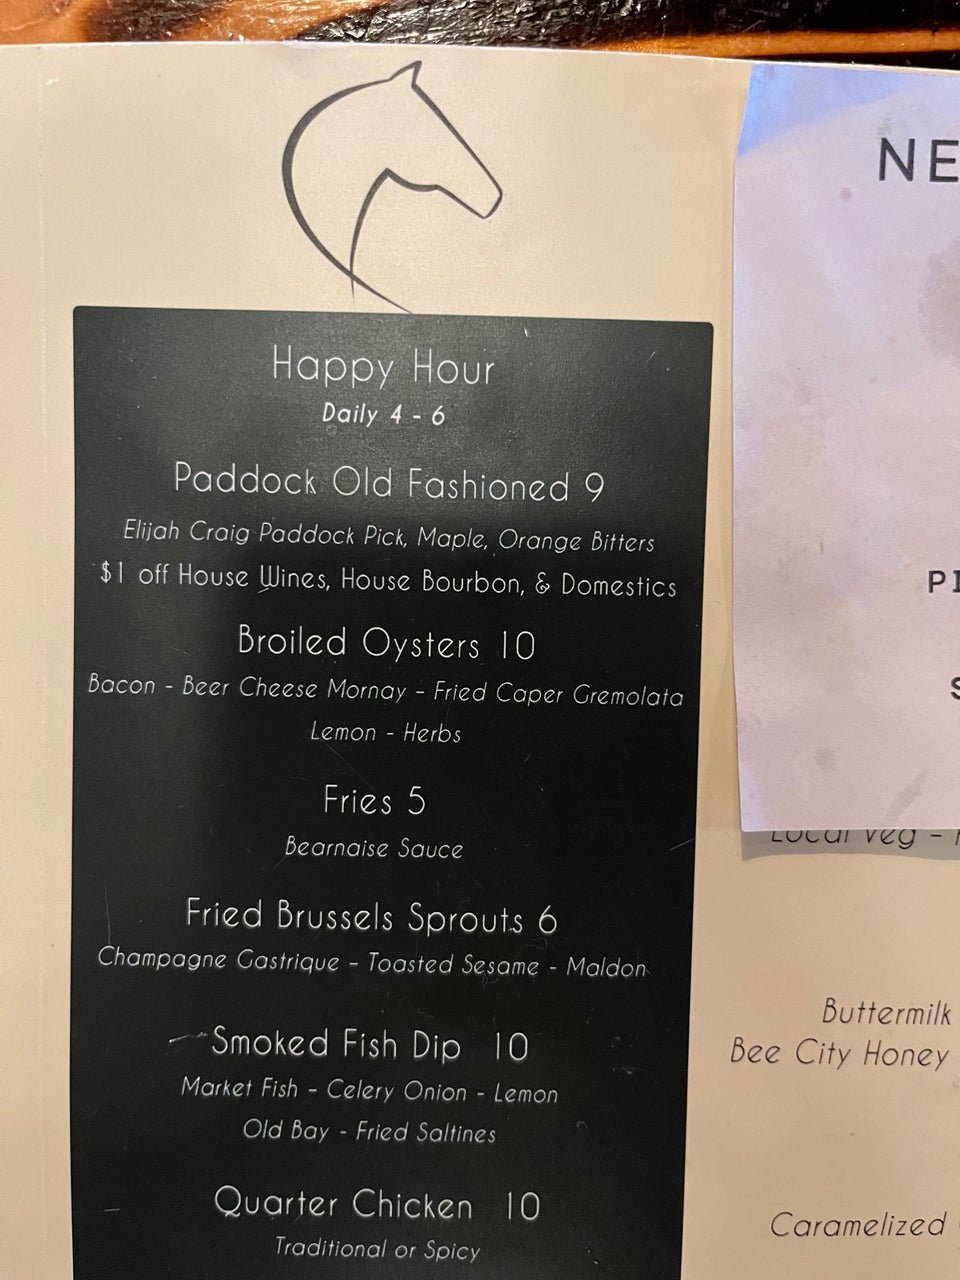 Happy Hour
Daily 4 - 6
Paddock Old Fashioned 9
Elijah Craig Paddock Pick, Maple, Orange Bitters
$1 off House Wines, House Bourbon, & Domestics
Broiled Oysters 10
Bacon - Beer Cheese Mornay - Fried Caper Gremolata
Lemon - Herbs
Fries 5
Bearnaise Sauce
Fried Brussels Sprouts 6
Champagne Gastrique - Toasted Sesame - Maldon
Smoked Fish Dip 10
Market Fish - Celery Onion - Lemon
Old Bay - Fried Saltines
Quarter Chicken 10
Traditional or Spicy
NE
PI
S
Local Veg -
Buttermilk
Bee City Honey
Caramelized